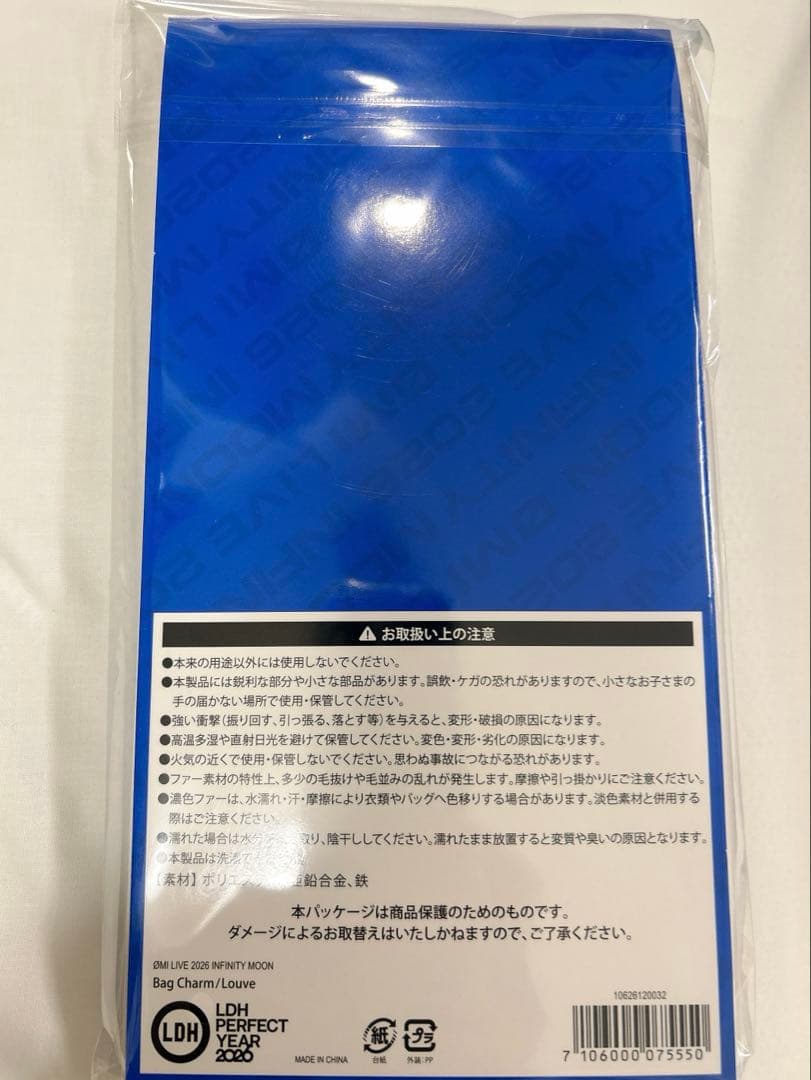 ØMI LIVE 2026 INFINITY MOON
⚠ お取扱い上の注意
●本来の用途以外には使用しないでください。
●本製品には鋭利な部分や小さな部品があります。誤飲・ケガの恐れがありますので、小さなお子さまの
手の届かない場所で使用・保管してください。
●強い衝撃(振り回す、引っ張る、落とす等)を与えると、変形・破損の原因になります。
●高温多湿や直射日光を避けて保管してください。変色・変形・劣化の原因になります。
●火気の近くで使用・保管しないでください。思わぬ事故につながる恐れがあります。
●ファー素材の特性上、多少の毛抜けや毛並みの乱れが発生します。摩擦や引っ掛かりにご注意ください。
●濃色ファーは、水濡れ・汗・摩擦により衣類やバッグへ色移りする場合があります。淡色素材と併用する
際はご注意ください。
●濡れた場合は水分 取り、陰干ししてください。濡れたまま放置すると変質や臭いの原因となります。
●本製品は洗濯
【素材】ポリエス 亜鉛合金、鉄
本パッケージは商品保護のためのものです。
ダメージによるお取替えはいたしかねますので、ご了承ください。
ØMI LIVE 2026 INFINITY MOON
Bag Charm/Louve
LDH
LDH
PERFECT
YEAR
2026
MADE IN CHINA
紙
台紙
プラ
外装:PP
10626120032
7 106000 075550